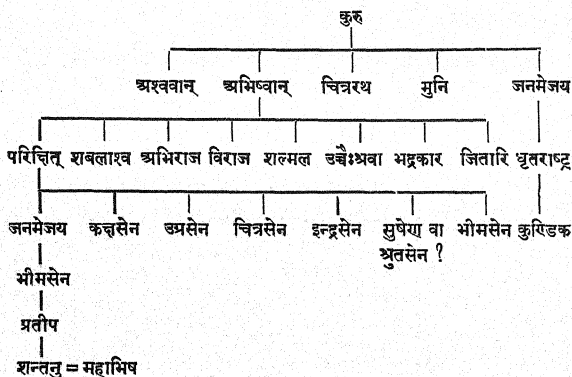 कुरु
अश्ववान् अभिष्वान् चित्ररथ मुनि जनमेजय
परिक्षित् शबलाश्व अभिराज विराज शल्मल उच्चैःश्रवा भद्रकार जितारि धृतराष्ट्र
जनमेजय कक्षसेन उग्रसेन चित्रसेन इन्द्रसेन सुषेण वा भीमसेन कुण्डिक
श्रुतसेन ?
भीमसेन
प्रतीप
शन्तनु = महाभिष